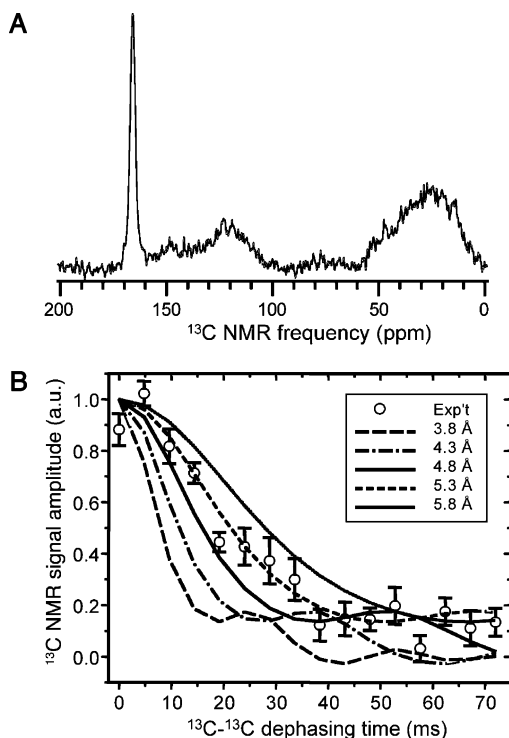 A
200 150 100 50 0
¹³C NMR frequency (ppm)
B
¹³C NMR signal amplitude (a.u.)
1.0
0.8
0.6
0.4
0.2
0.0
Exp't
3.8 Å
4.3 Å
4.8 Å
5.3 Å
5.8 Å
0 10 20 30 40 50 60 70
¹³C-¹³C dephasing time (ms)